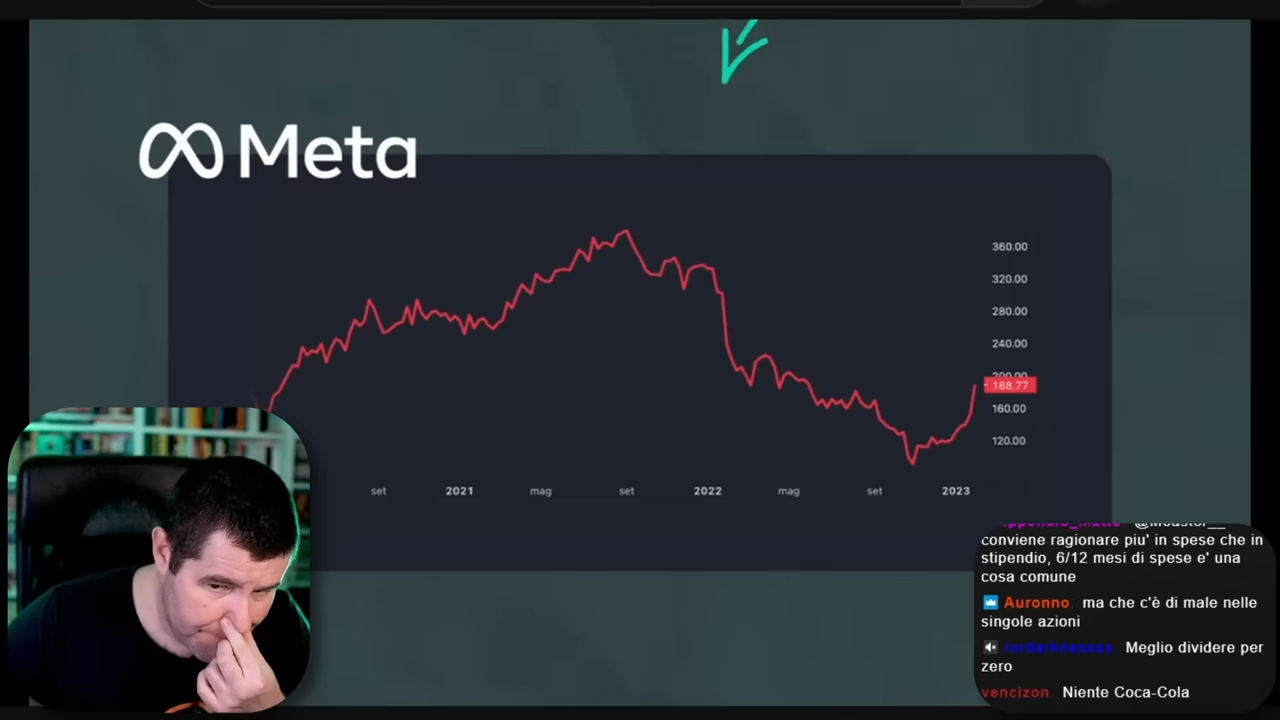 Meta
360.00
320.00
280.00
240.00
200.00
188.77
160.00
120.00
set 2021 mag set 2022 mag set 2023
conviene ragionare piu' in spese che in
stipendio, 6/12 mesi di spese e' una
cosa comune
Auronno ma che c'è di male nelle
singole azioni
Meglio dividere per
zero
vencizon Niente Coca-Cola